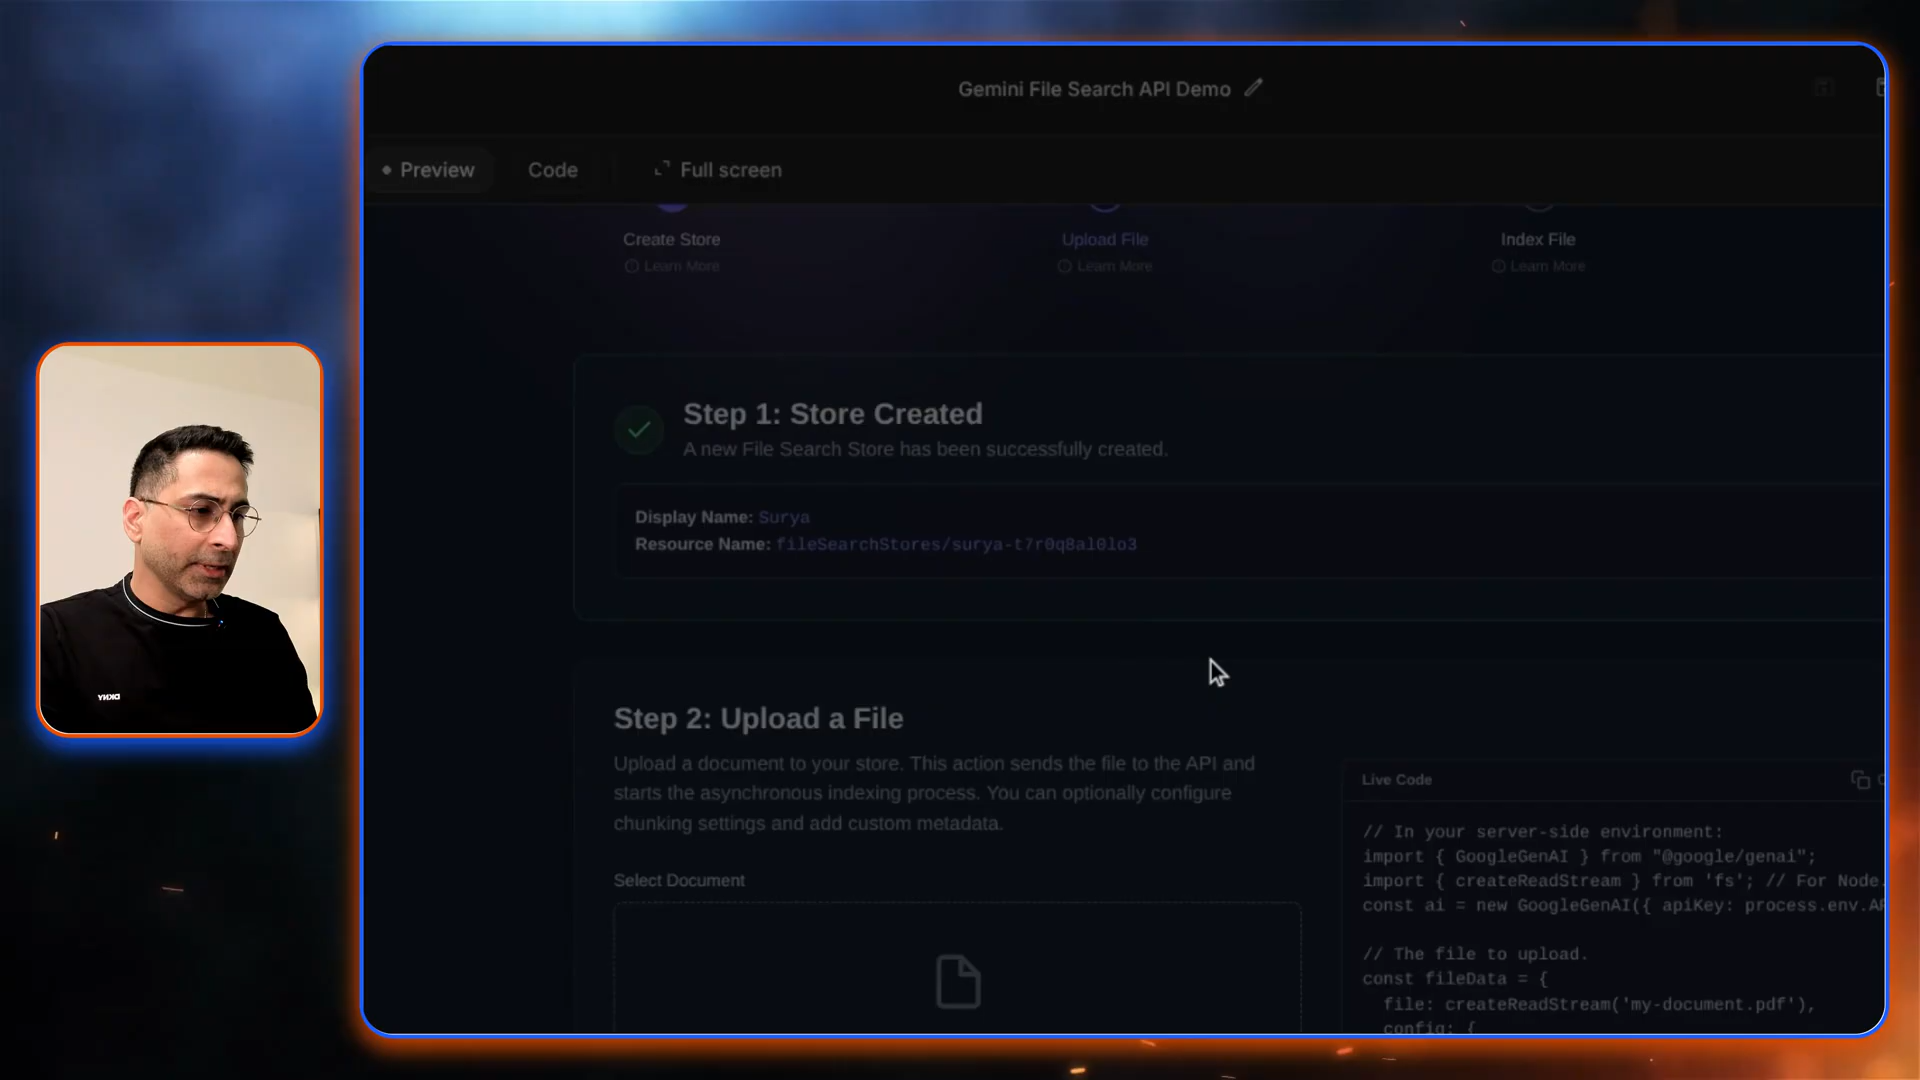 Gemini File Search API Demo
Preview
Code
Full screen
Create Store
Upload File
Index File
Learn More
Learn More
Learn More
Step 1: Store Created
A new File Search Store has been successfully created.
Display Name: Surya
Resource Name: fileSearchStores/surya-t7r0q8al0lo3
Step 2: Upload a File
Upload a document to your store. This action sends the file to the API and
starts the asynchronous indexing process. You can optionally configure
chunking settings and add custom metadata.
Select Document
Live Code
// In your server-side environment:
import { GoogleGenAI } from "@google/genai";
import { createReadStream } from 'fs'; // For Node.
const ai = new GoogleGenAI({ apiKey: process.env.AP
// The file to upload.
const fileData = {
file: createReadStream('my-document.pdf'),
config: {
DKNY